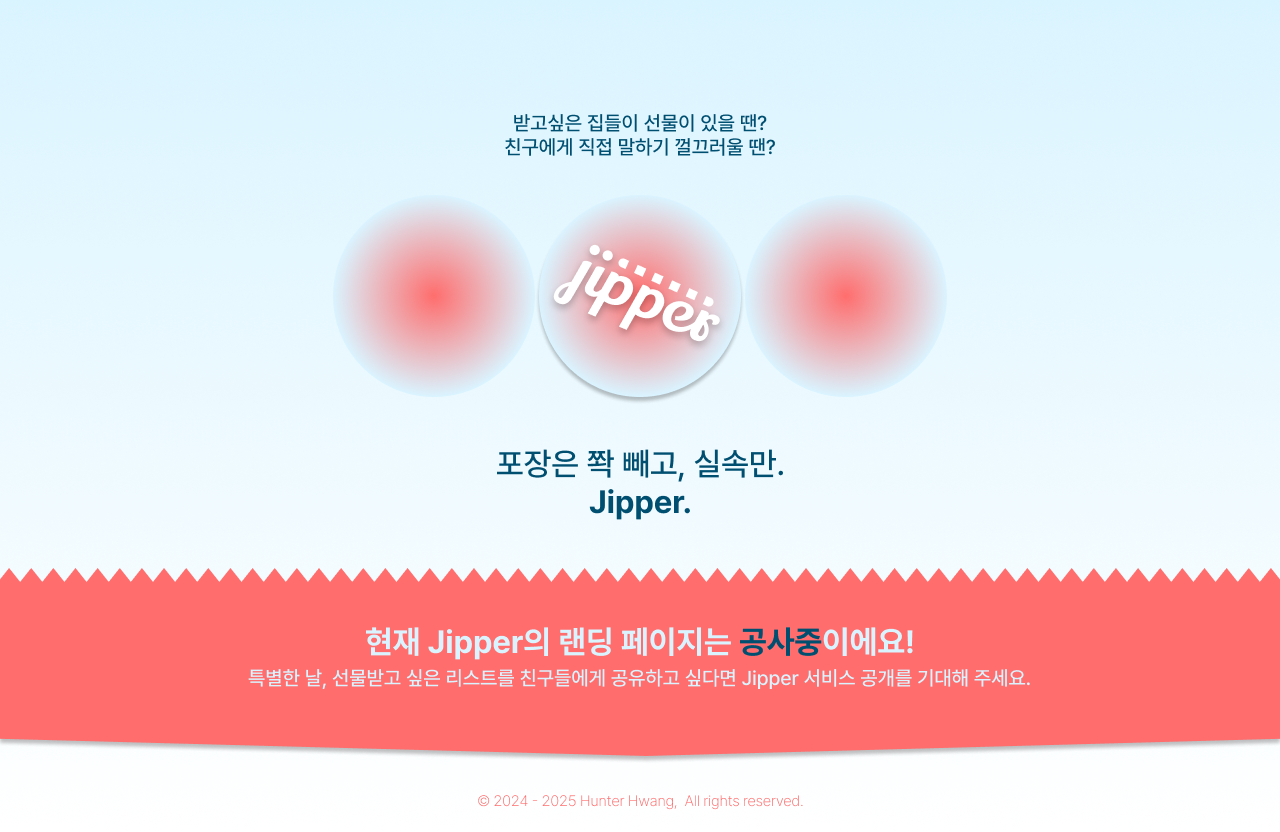 받고싶은 집들이 선물이 있을 땐?
친구에게 직접 말하기 껄끄러울 땐?
jipper
포장은 쫙 빼고, 실속만.
Jipper.
현재 Jipper의 랜딩 페이지는 공사중이에요!
특별한 날, 선물받고 싶은 리스트를 친구들에게 공유하고 싶다면 Jipper 서비스 공개를 기대해 주세요.
© 2024 - 2025 Hunter Hwang,  All rights reserved.